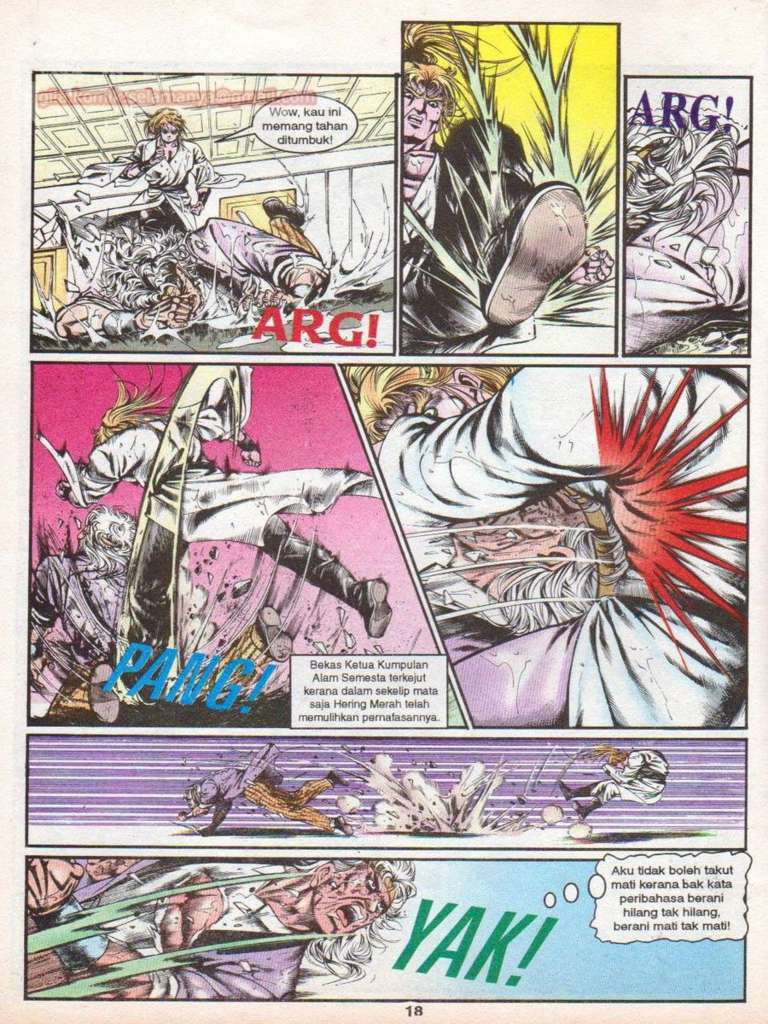 Wow, kau ini
memang tahan
ditumbuk!
ARG!
ARG!
PANG!
Bekas Ketua Kumpulan
Alam Semesta terkejut
kerana dalam sekelip mata
saja Hering Merah telah
memulihkan pernafasannya.
Aku tidak boleh takut
mati kerana bak kata
peribahasa berani
hilang tak hilang,
berani mati tak mati!
YAK!
18